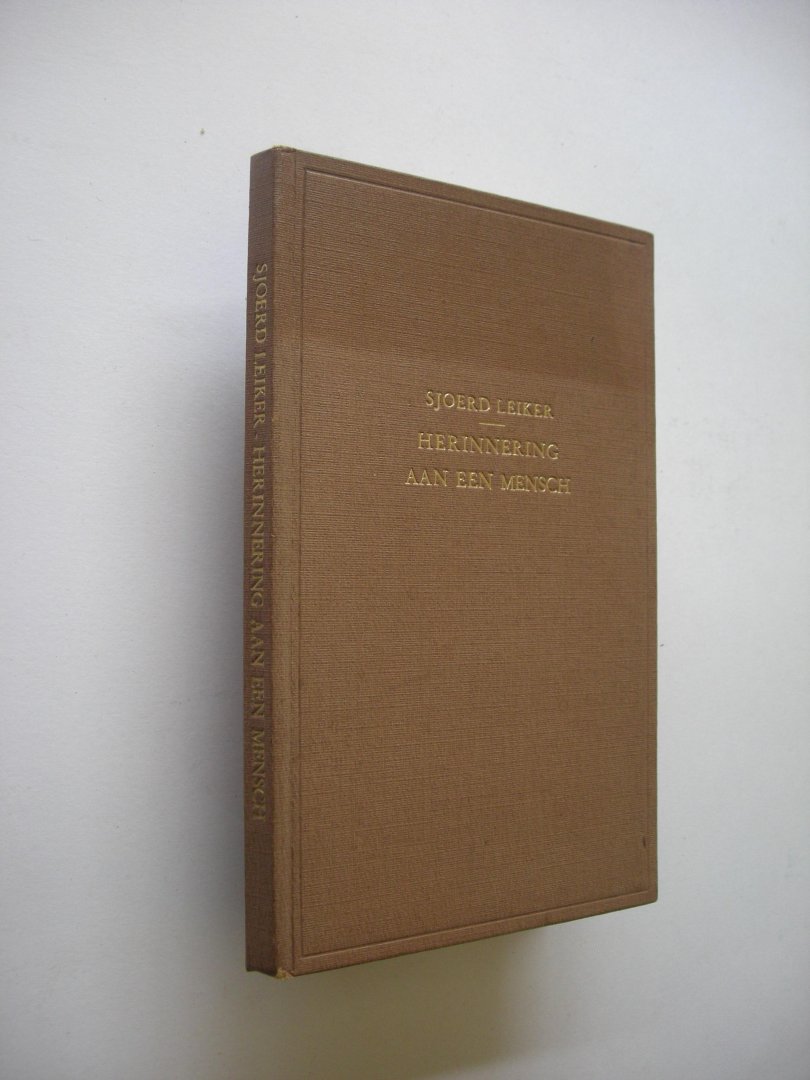 SJOERD LEIKER - HERINNERING AAN EEN MENSCH
SJOERD LEIKER
HERINNERING
AAN EEN MENSCH